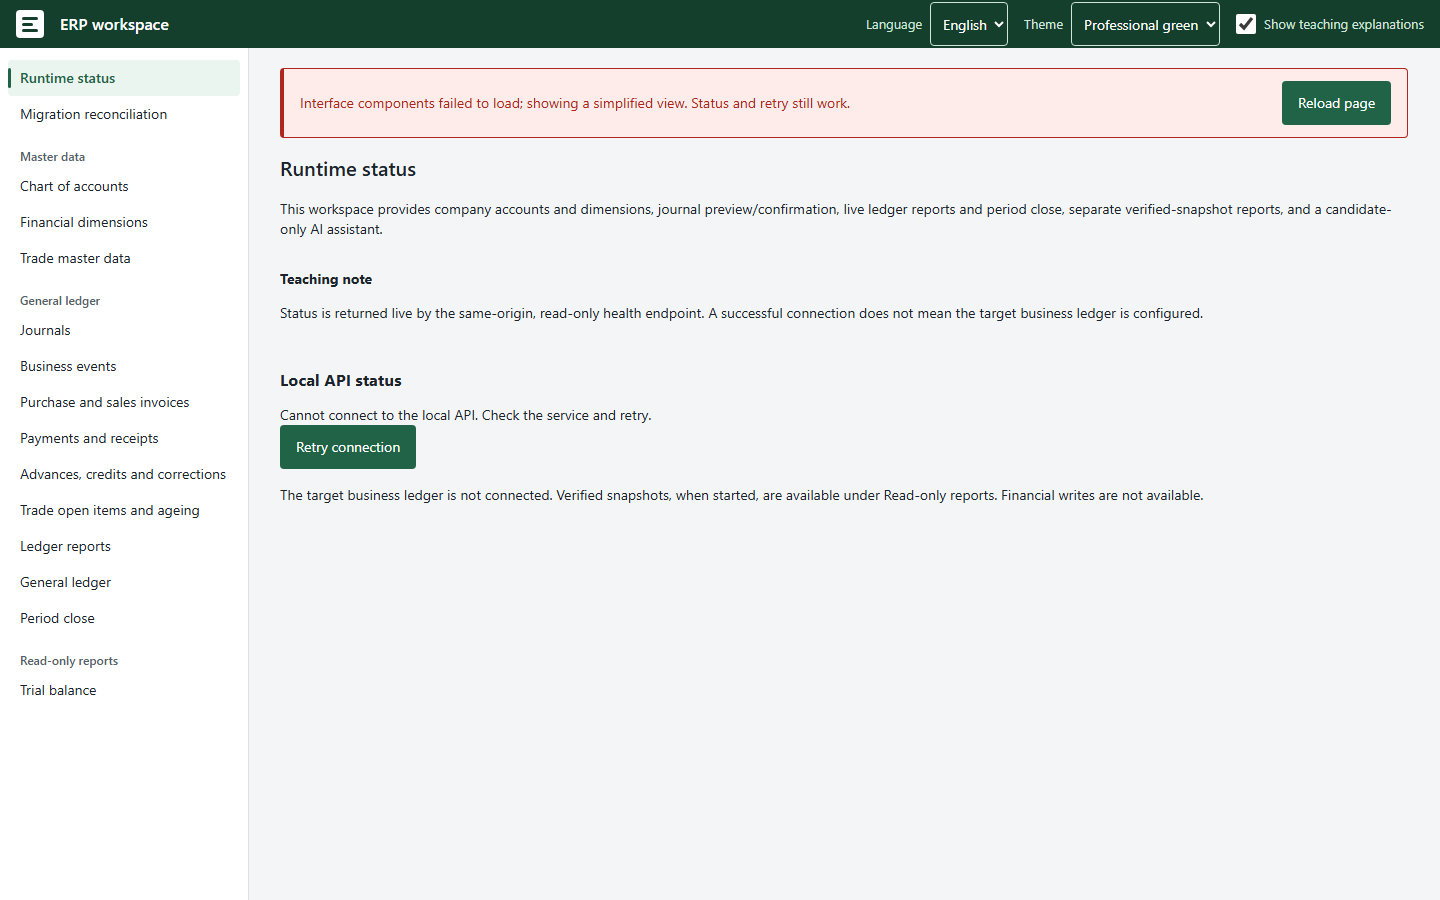 ERP workspace
Language
English
Theme
Professional green
Show teaching explanations
Runtime status
Migration reconciliation
Master data
Chart of accounts
Financial dimensions
Trade master data
General ledger
Journals
Business events
Purchase and sales invoices
Payments and receipts
Advances, credits and corrections
Trade open items and ageing
Ledger reports
General ledger
Period close
Read-only reports
Trial balance
Interface components failed to load; showing a simplified view. Status and retry still work.
Reload page
Runtime status
This workspace provides company accounts and dimensions, journal preview/confirmation, live ledger reports and period close, separate verified-snapshot reports, and a candidate-
only AI assistant.
Teaching note
Status is returned live by the same-origin, read-only health endpoint. A successful connection does not mean the target business ledger is configured.
Local API status
Cannot connect to the local API. Check the service and retry.
Retry connection
The target business ledger is not connected. Verified snapshots, when started, are available under Read-only reports. Financial writes are not available.